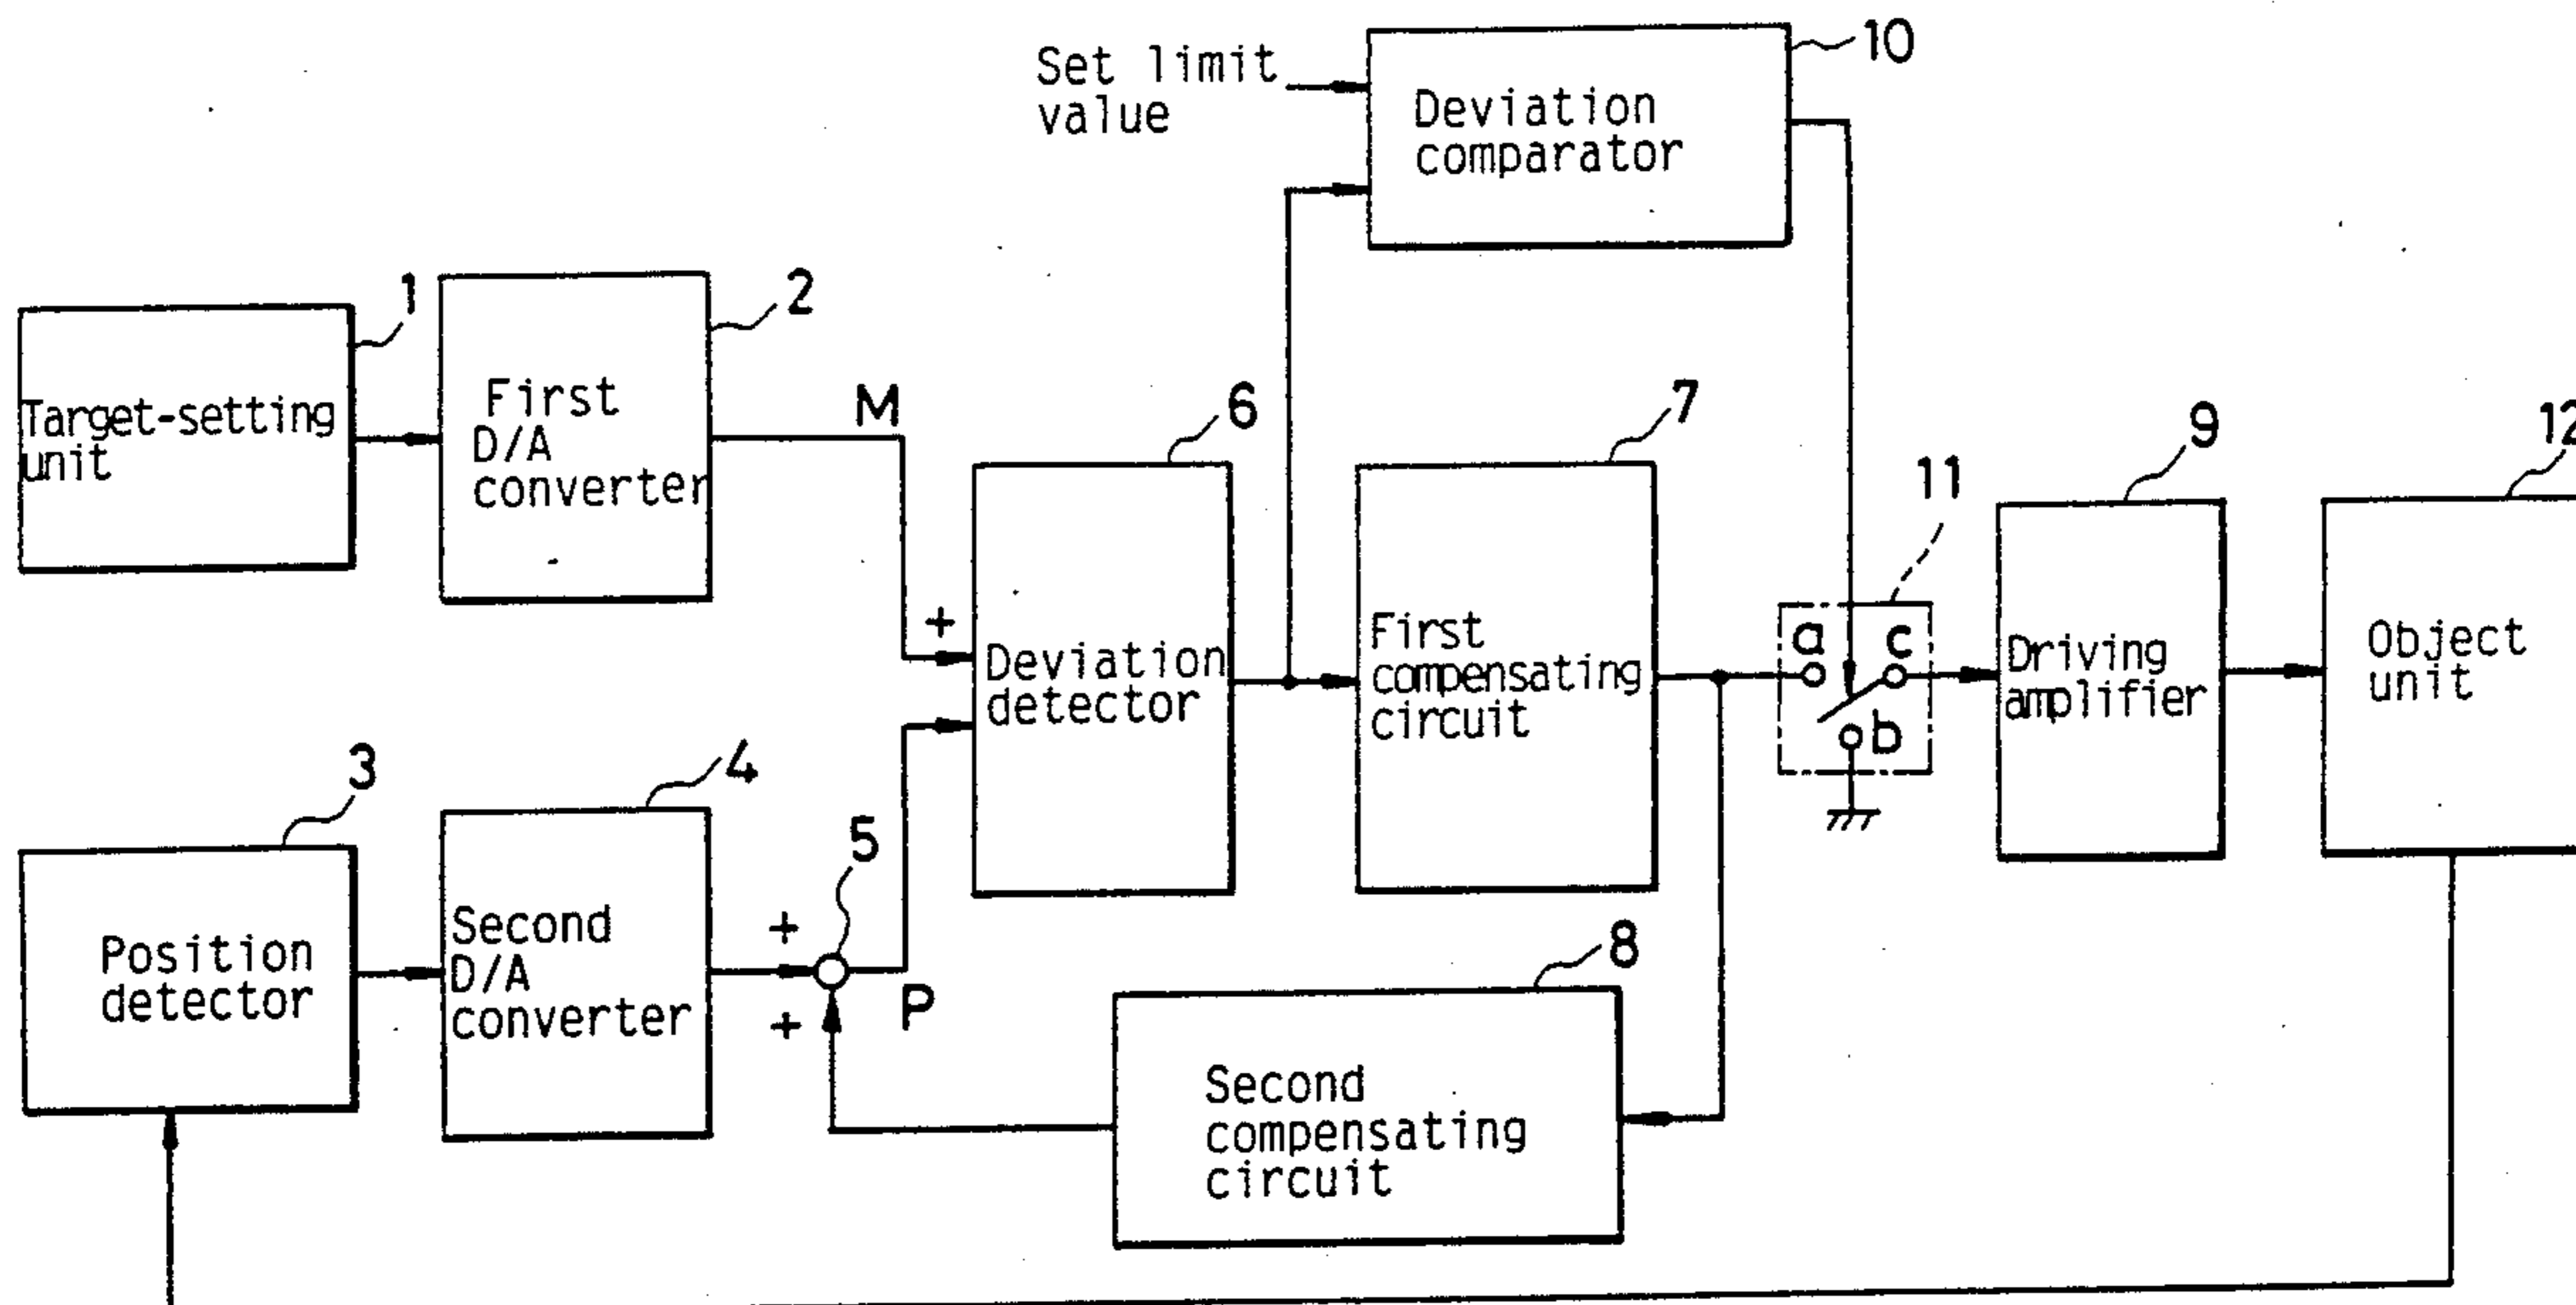 Set limit
value
10
Deviation
comparator
1
2
Target-setting
unit
First
D/A
converter
M
+
6
Deviation
detector
7
First
compensating
circuit
11
a
c
b
9
Driving
amplifier
12
Object
unit
3
Position
detector
4
Second
D/A
converter
5
+
+
P
8
Second
compensating
circuit